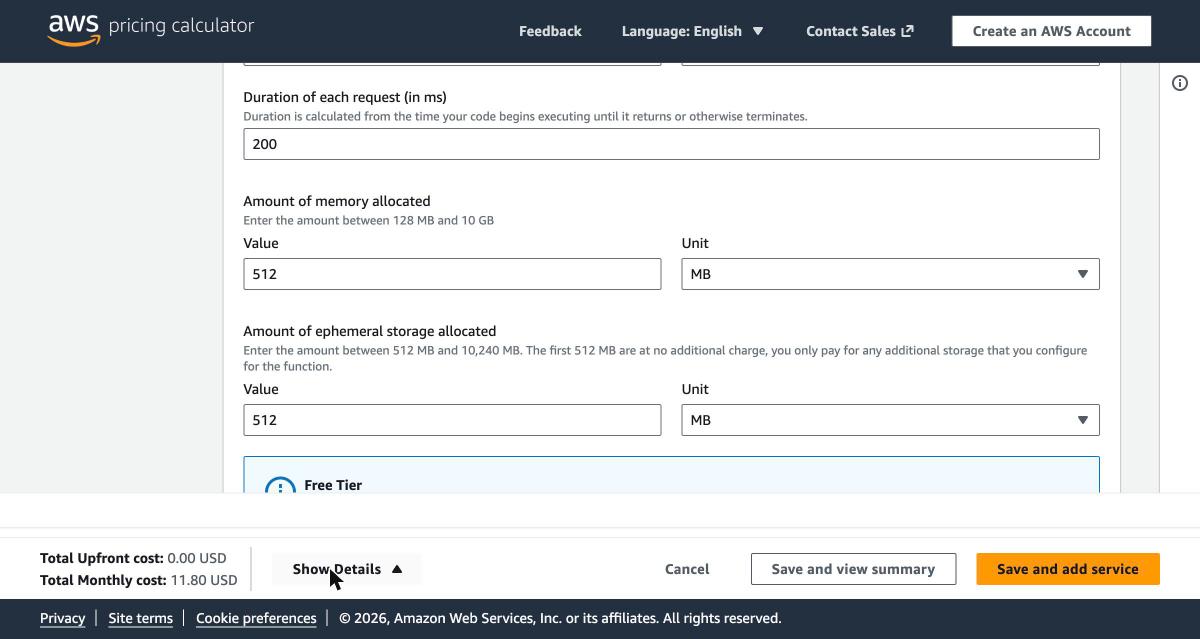 aws pricing calculator
Feedback
Language: English
Contact Sales
Create an AWS Account
Duration of each request (in ms)
Duration is calculated from the time your code begins executing until it returns or otherwise terminates.
200
Amount of memory allocated
Enter the amount between 128 MB and 10 GB
Value
Unit
512
MB
Amount of ephemeral storage allocated
Enter the amount between 512 MB and 10,240 MB. The first 512 MB are at no additional charge, you only pay for any additional storage that you configure
for the function.
Value
Unit
512
MB
Free Tier
Total Upfront cost: 0.00 USD
Total Monthly cost: 11.80 USD
Show Details
Cancel
Save and view summary
Save and add service
Privacy | Site terms | Cookie preferences | © 2026, Amazon Web Services, Inc. or its affiliates. All rights reserved.